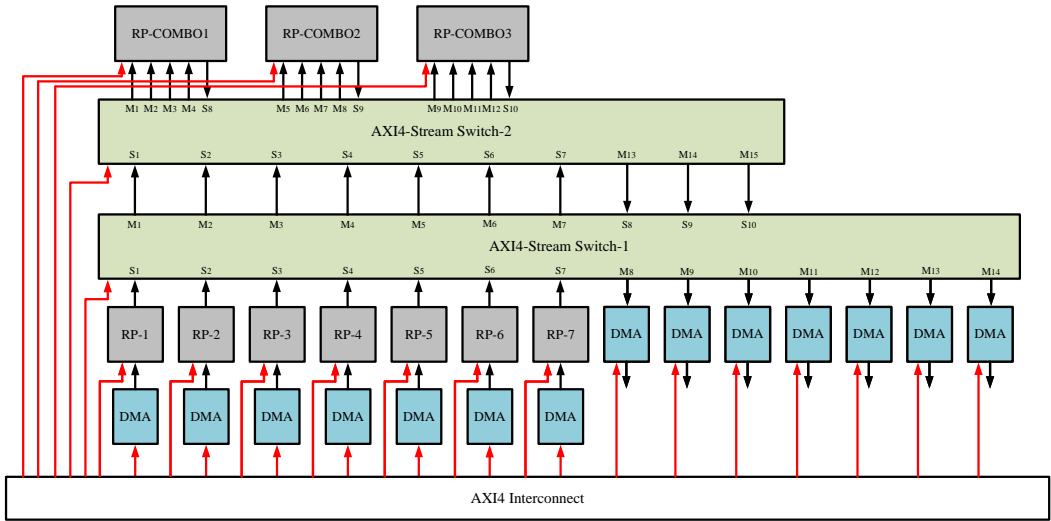 RP-COMBO1 RP-COMBO2 RP-COMBO3
M1 M2 M3 M4 S8 M5 M6 M7 M8 S9 M9 M10 M11 M12 S10
AXI4-Stream Switch-2
S1 S2 S3 S4 S5 S6 S7 M13 M14 M15
M1 M2 M3 M4 M5 M6 M7 S8 S9 S10
AXI4-Stream Switch-1
S1 S2 S3 S4 S5 S6 S7 M8 M9 M10 M11 M12 M13 M14
RP-1 RP-2 RP-3 RP-4 RP-5 RP-6 RP-7 DMA DMA DMA DMA DMA DMA DMA
DMA DMA DMA DMA DMA DMA DMA
AXI4 Interconnect